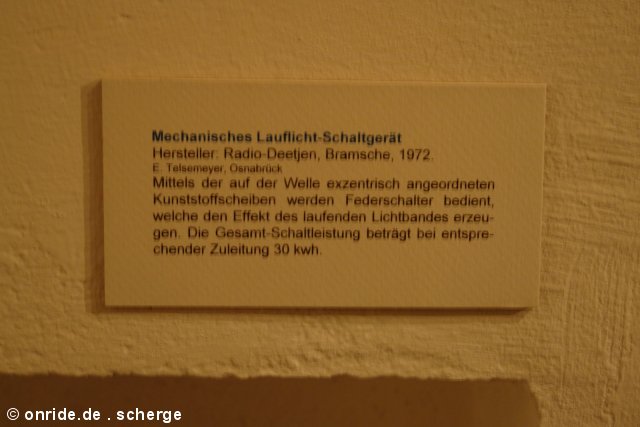 Mechanisches Lauflicht-Schaltgerät
Hersteller: Radio-Deetjen, Bramsche, 1972.
E. Telsemeyer, Osnabrück
Mittels der auf der Welle exzentrisch angeordneten
Kunststoffscheiben werden Federschalter bedient,
welche den Effekt des laufenden Lichtbandes erzeu-
gen. Die Gesamt-Schaltleistung beträgt bei entspre-
chender Zuleitung 30 kwh.
© onride.de . scherge